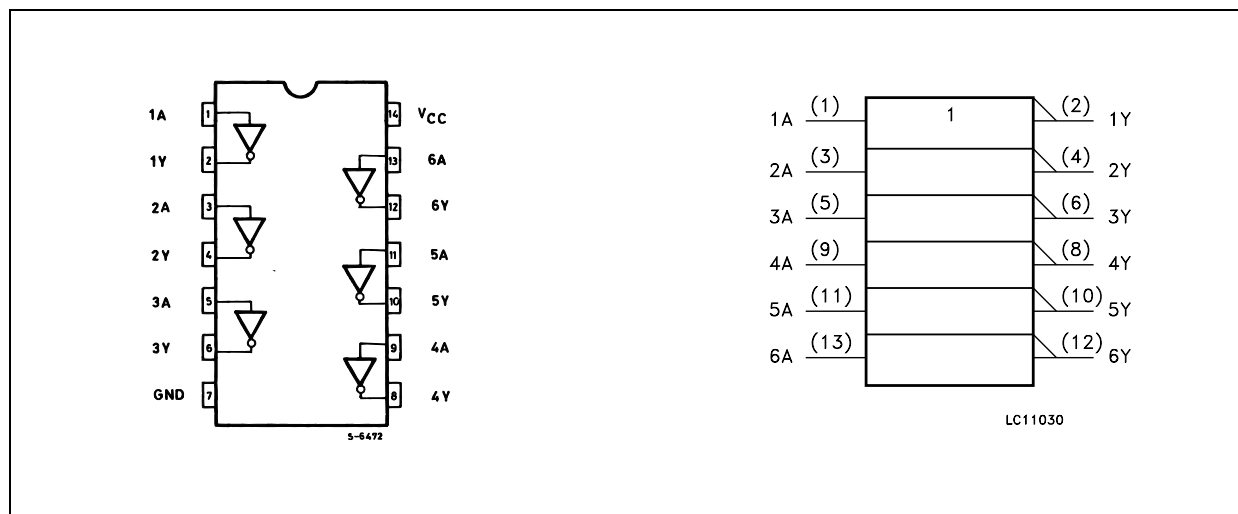 1A 1 14 VCC
1Y 2 13 6A
2A 3 12 6Y
2Y 4 11 5A
3A 5 10 5Y
3Y 6 9 4A
GND 7 8 4Y
S-6472
1A (1) 1 (2) 1Y
2A (3) (4) 2Y
3A (5) (6) 3Y
4A (9) (8) 4Y
5A (11) (10) 5Y
6A (13) (12) 6Y
LC11030